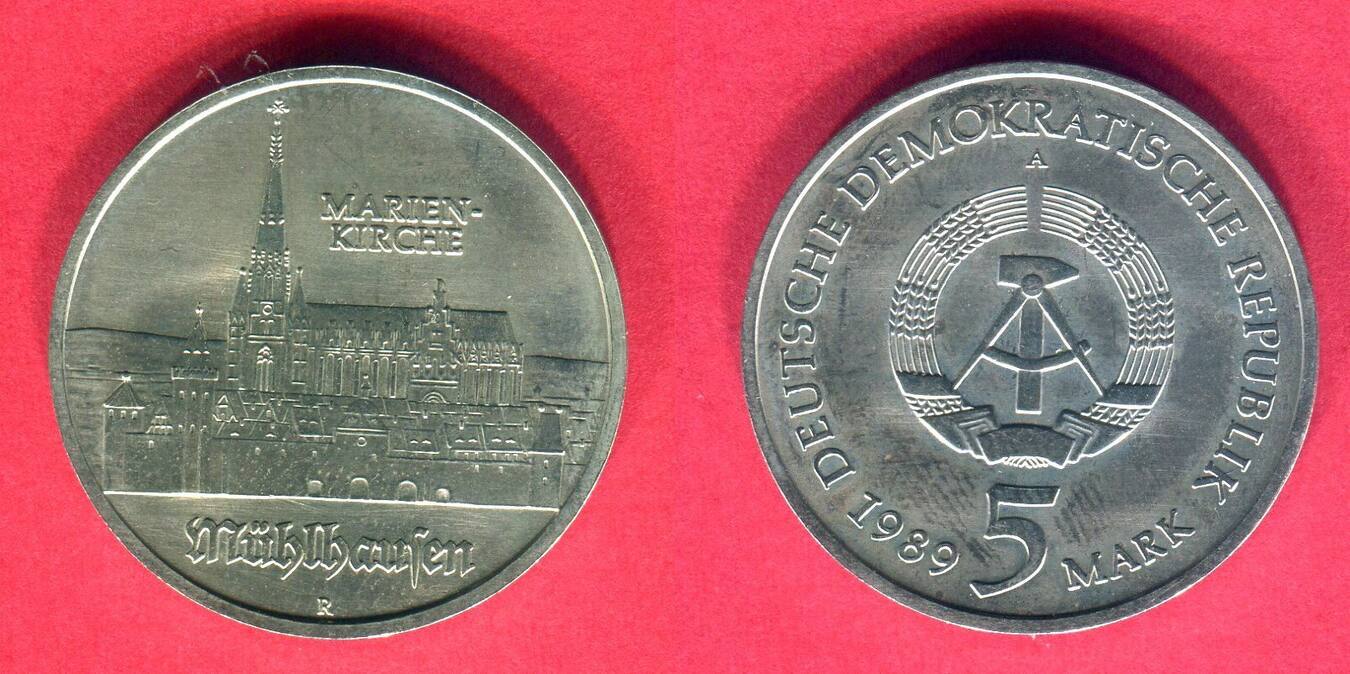 MARIEN-
KIRCHE
Mühlhausen
R
DEUTSCHE DEMOKRATISCHE REPUBLIK
A
1989 5 MARK